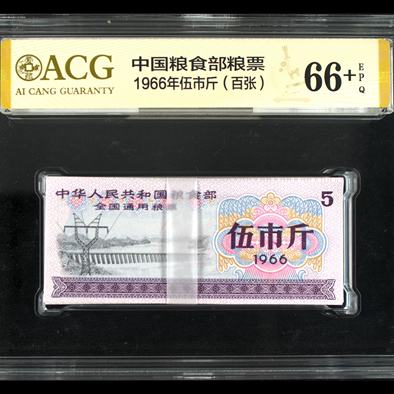 ACG
AI CANG GUARANTY
中国粮食部粮票
1966年伍市斤（百张）
66+
EPQ
中华人民共和国粮食部
全国通用粮票
5
伍市斤
1966